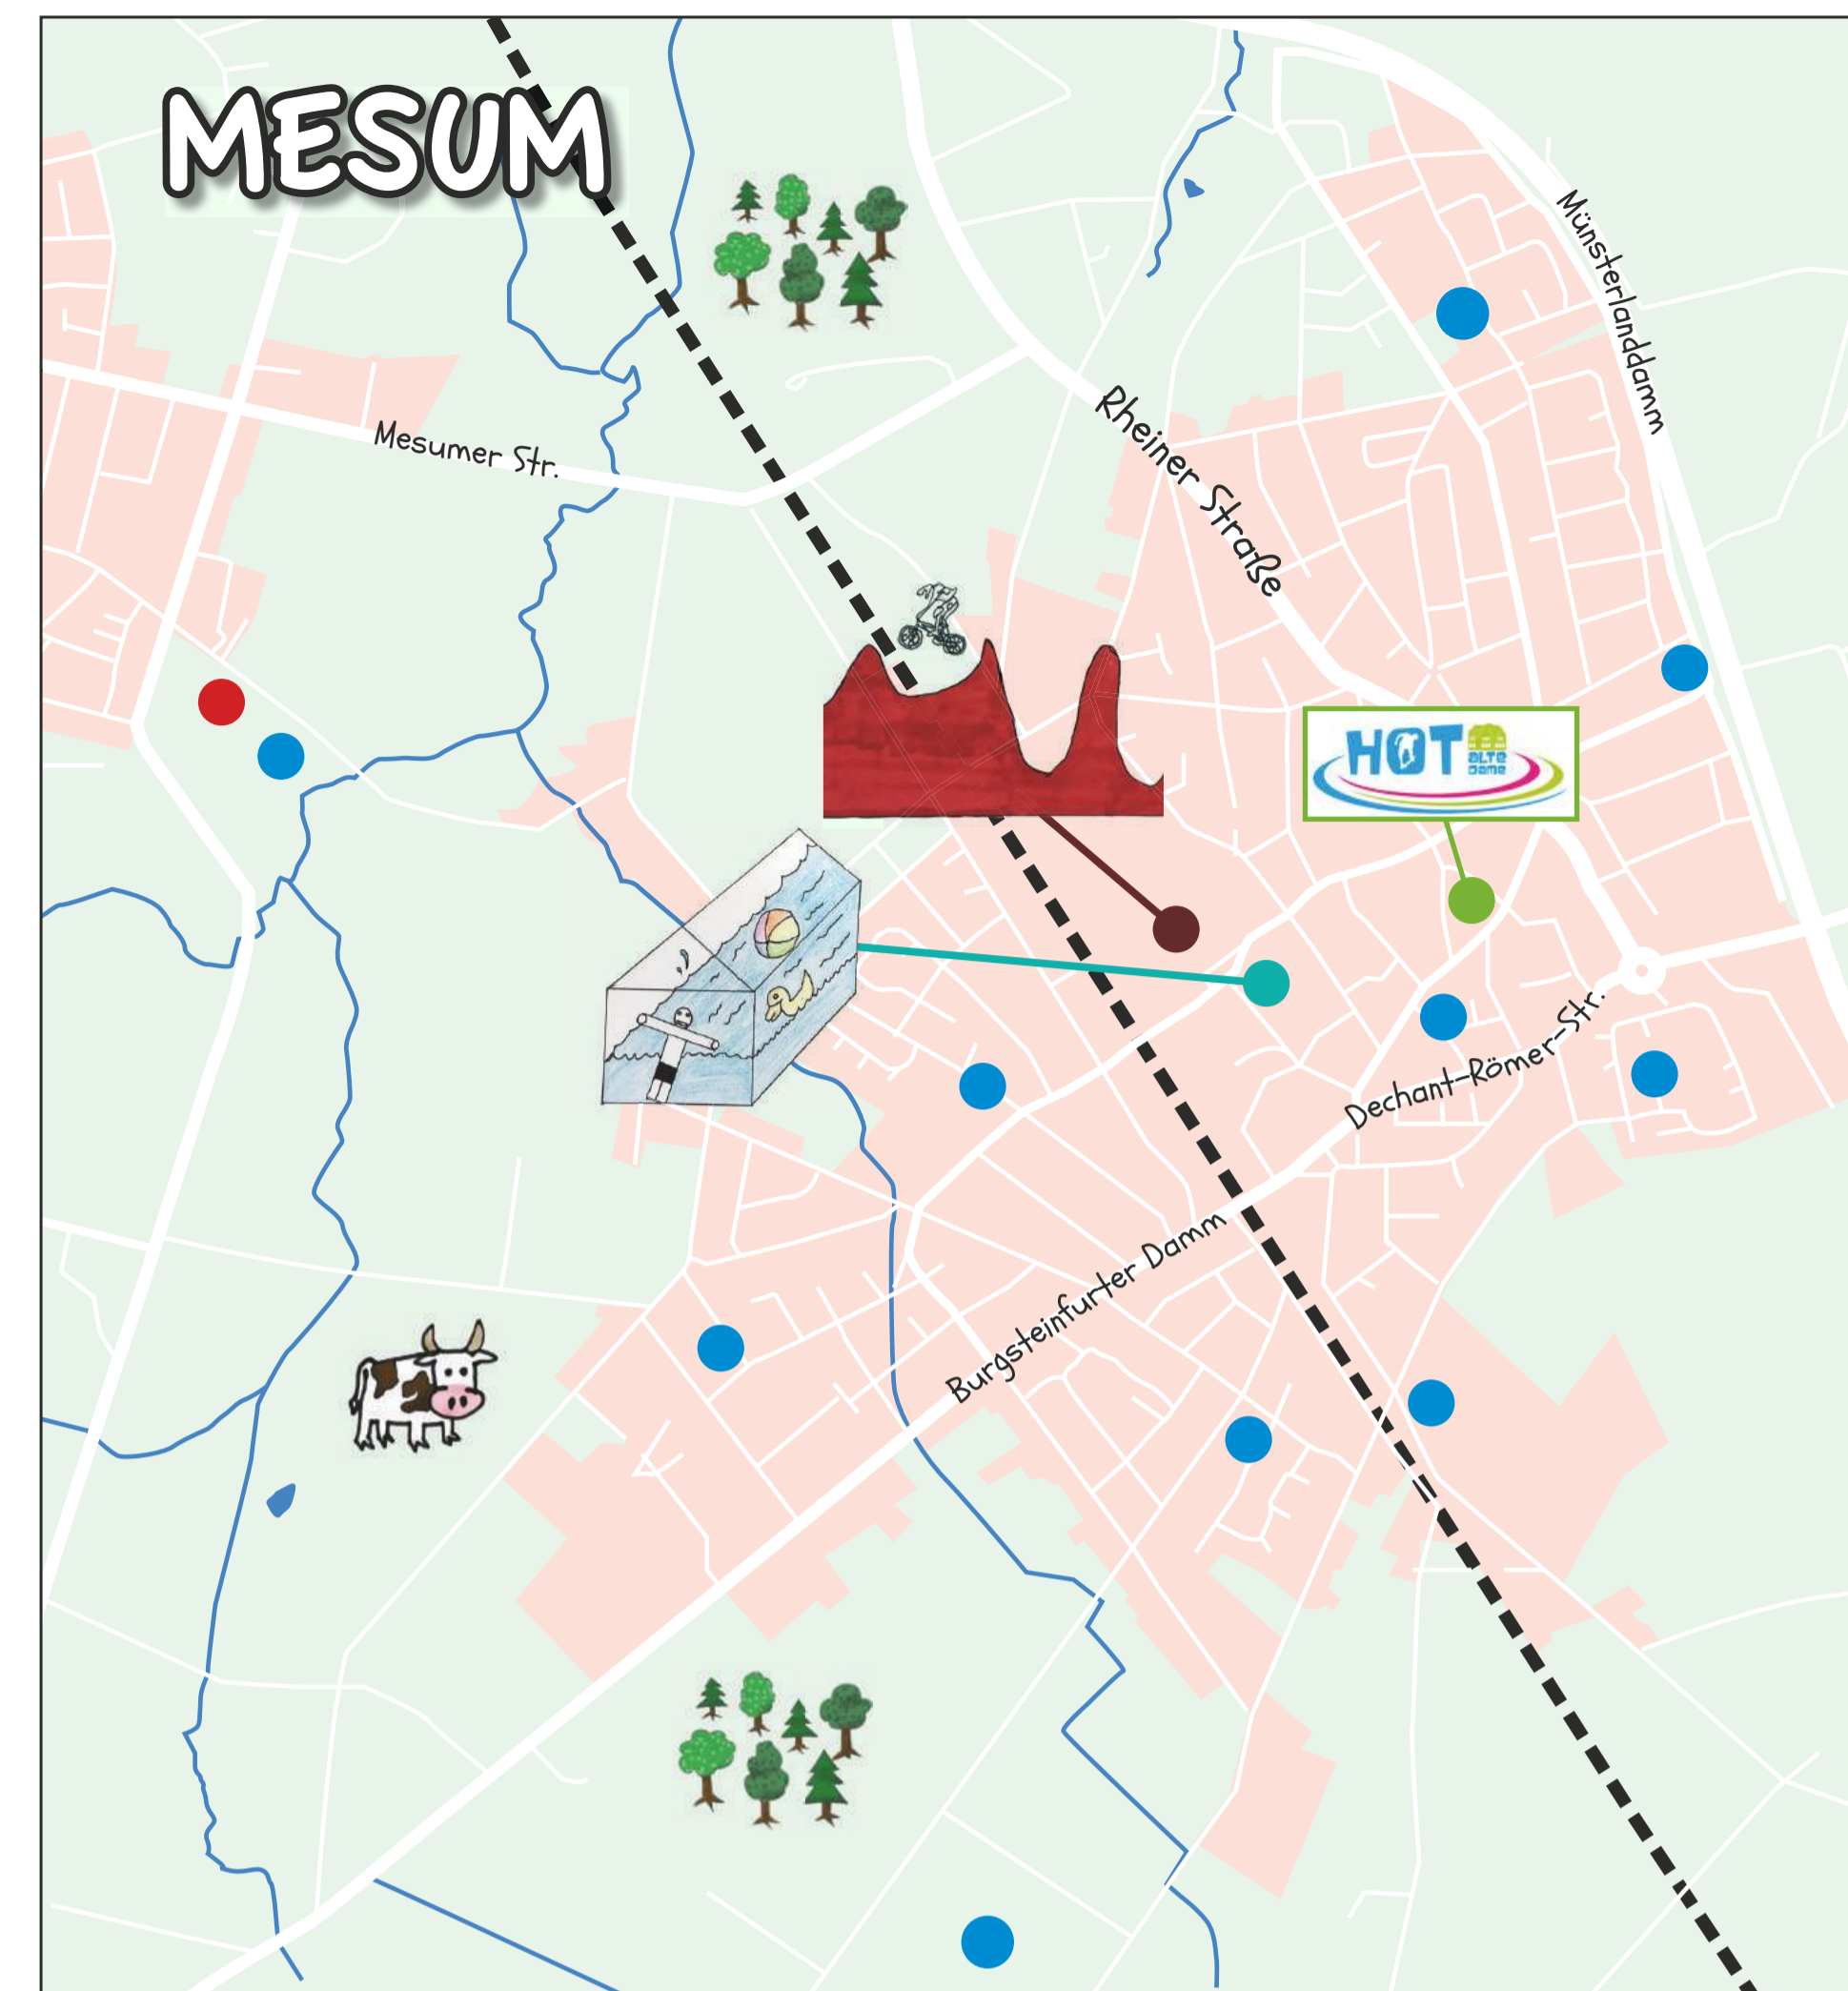 MESUM
Münsterlanddamm
Rheiner Straße
Mesumer Str.
HOT
ALTE
DAME
Dechant-Römer-Str.
Burgsteinfurter Damm